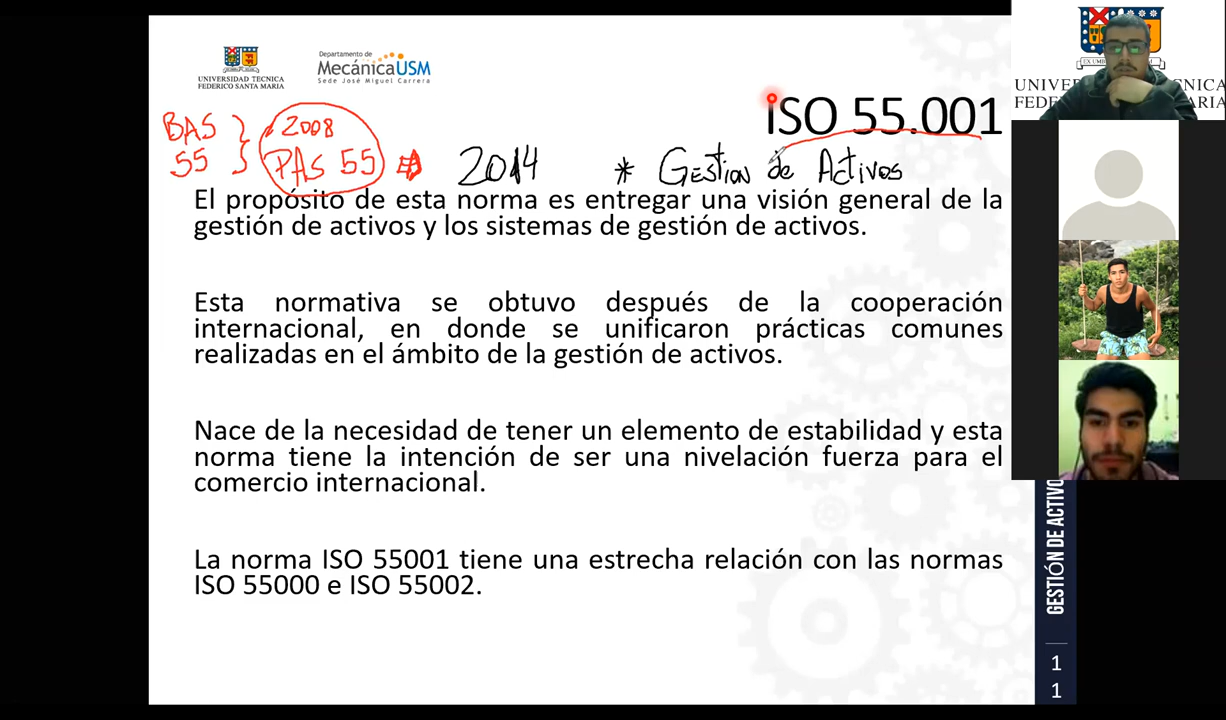 UNIVERSIDAD TECNICA
FEDERICO SANTA MARIA
Departamento de
MecánicaUSM
Sede José Miguel Carrera
iSO 55.001
BAS
55
2008
PAS 55
2014
* GESTION de Activos
El propósito de esta norma es entregar una visión general de la
gestión de activos y los sistemas de gestión de activos.
Esta normativa se obtuvo después de la cooperación
internacional, en donde se unificaron prácticas comunes
realizadas en el ámbito de la gestión de activos.
Nace de la necesidad de tener un elemento de estabilidad y esta
norma tiene la intención de ser una nivelación fuerza para el
comercio internacional.
La norma ISO 55001 tiene una estrecha relación con las normas
ISO 55000 e ISO 55002.
GESTIÓN DE ACTIVO
1
1